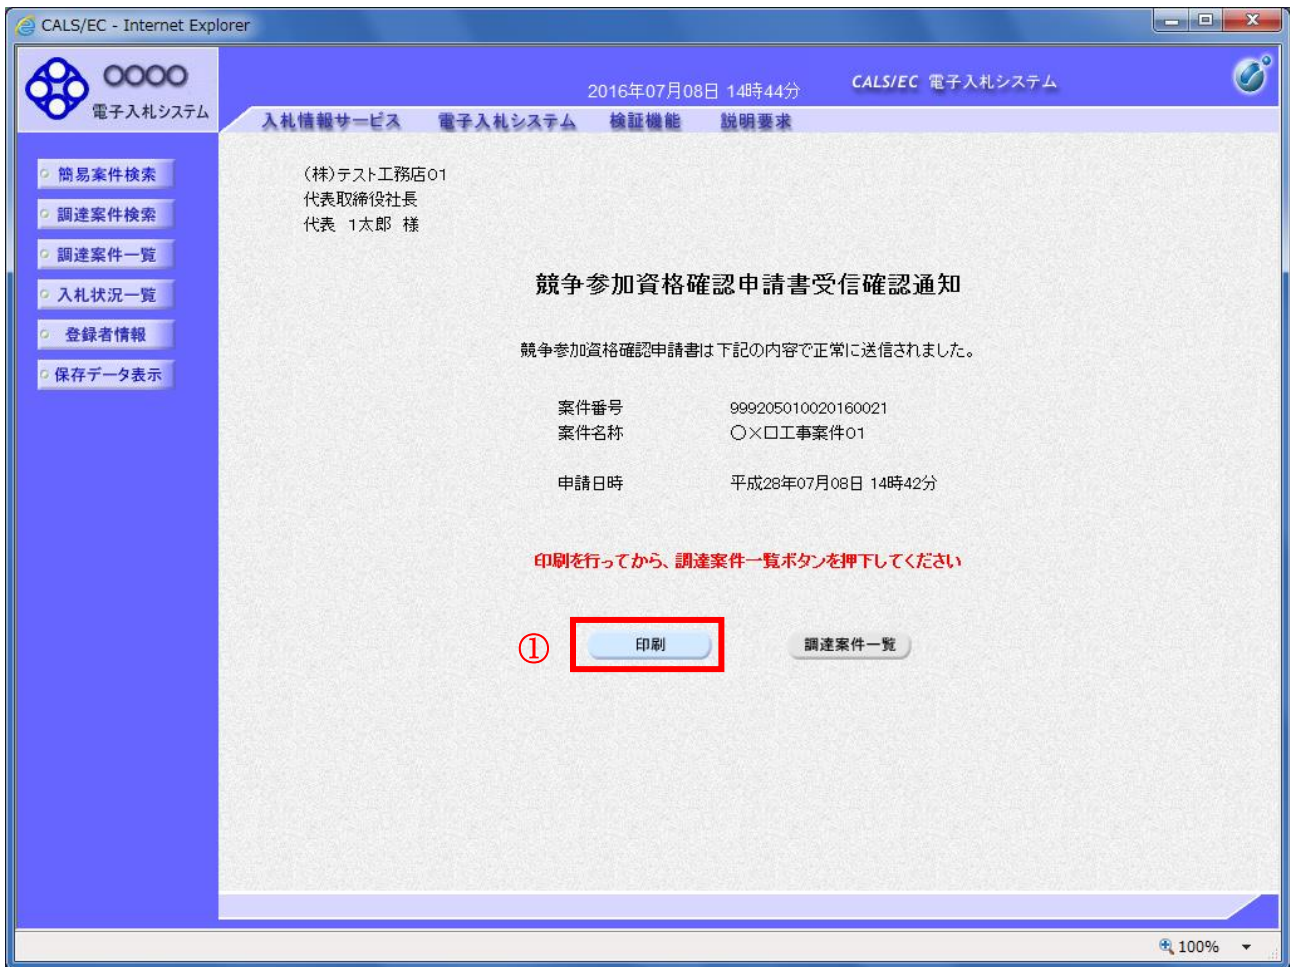 CALS/EC - Internet Explorer
○○○○
電子入札システム
2016年07月08日 14時44分
CALS/EC 電子入札システム
入札情報サービス 電子入札システム 検証機能 説明要求
簡易案件検索
調達案件検索
調達案件一覧
入札状況一覧
登録者情報
保存データ表示
(株)テスト工務店01
代表取締役社長
代表 1太郎 様
競争参加資格確認申請書受信確認通知
競争参加資格確認申請書は下記の内容で正常に送信されました。
案件番号 999205010020160021
案件名称 ○×口工事案件01
申請日時 平成28年07月08日 14時42分
印刷を行ってから、調達案件一覧ボタンを押下してください
① 印刷 調達案件一覧
100%